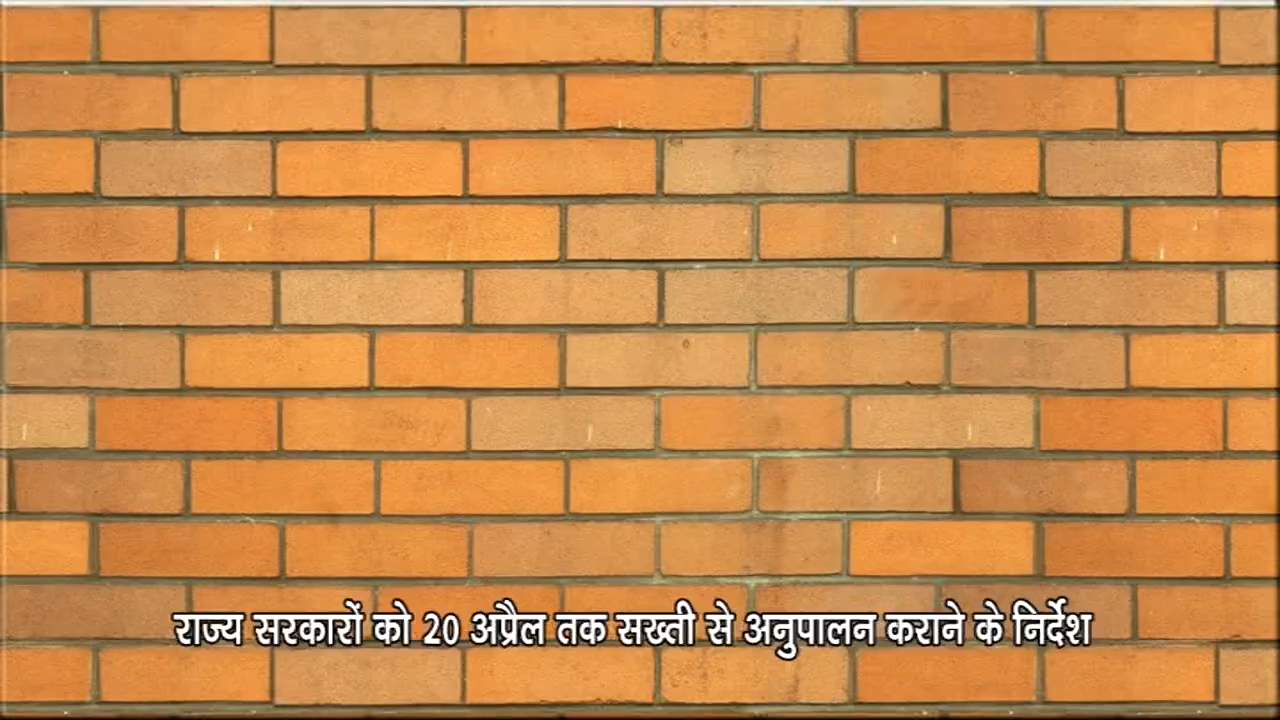 राज्य सरकारों को 20 अप्रैल तक सख्ती से अनुपालन कराने के निर्देश